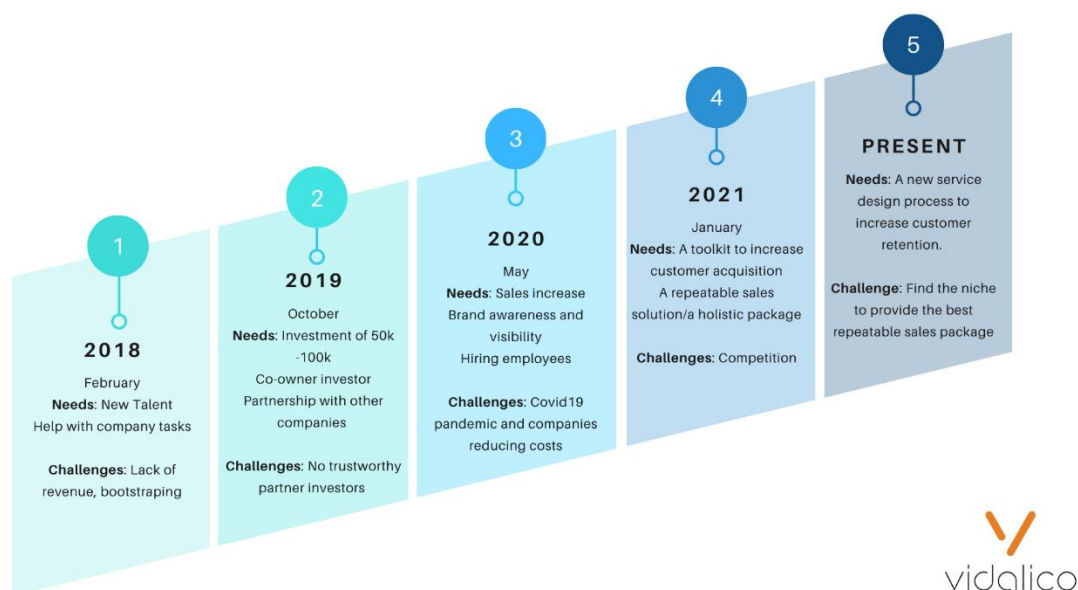 1
2018
February
Needs: New Talent
Help with company tasks
Challenges: Lack of
revenue, bootstraping
2
2019
October
Needs: Investment of 50k
-100k
Co-owner investor
Partnership with other
companies
Challenges: No trustworthy
partner investors
3
2020
May
Needs: Sales increase
Brand awareness and
visibility
Hiring employees
Challenges: Covid19
pandemic and companies
reducing costs
4
2021
January
Needs: A toolkit to increase
customer acquisition
A repeatable sales
solution/a holistic package
Challenges: Competition
5
PRESENT
Needs: A new service
design process to
increase customer
retention.
Challenge: Find the niche
to provide the best
repeatable sales package
vidalico